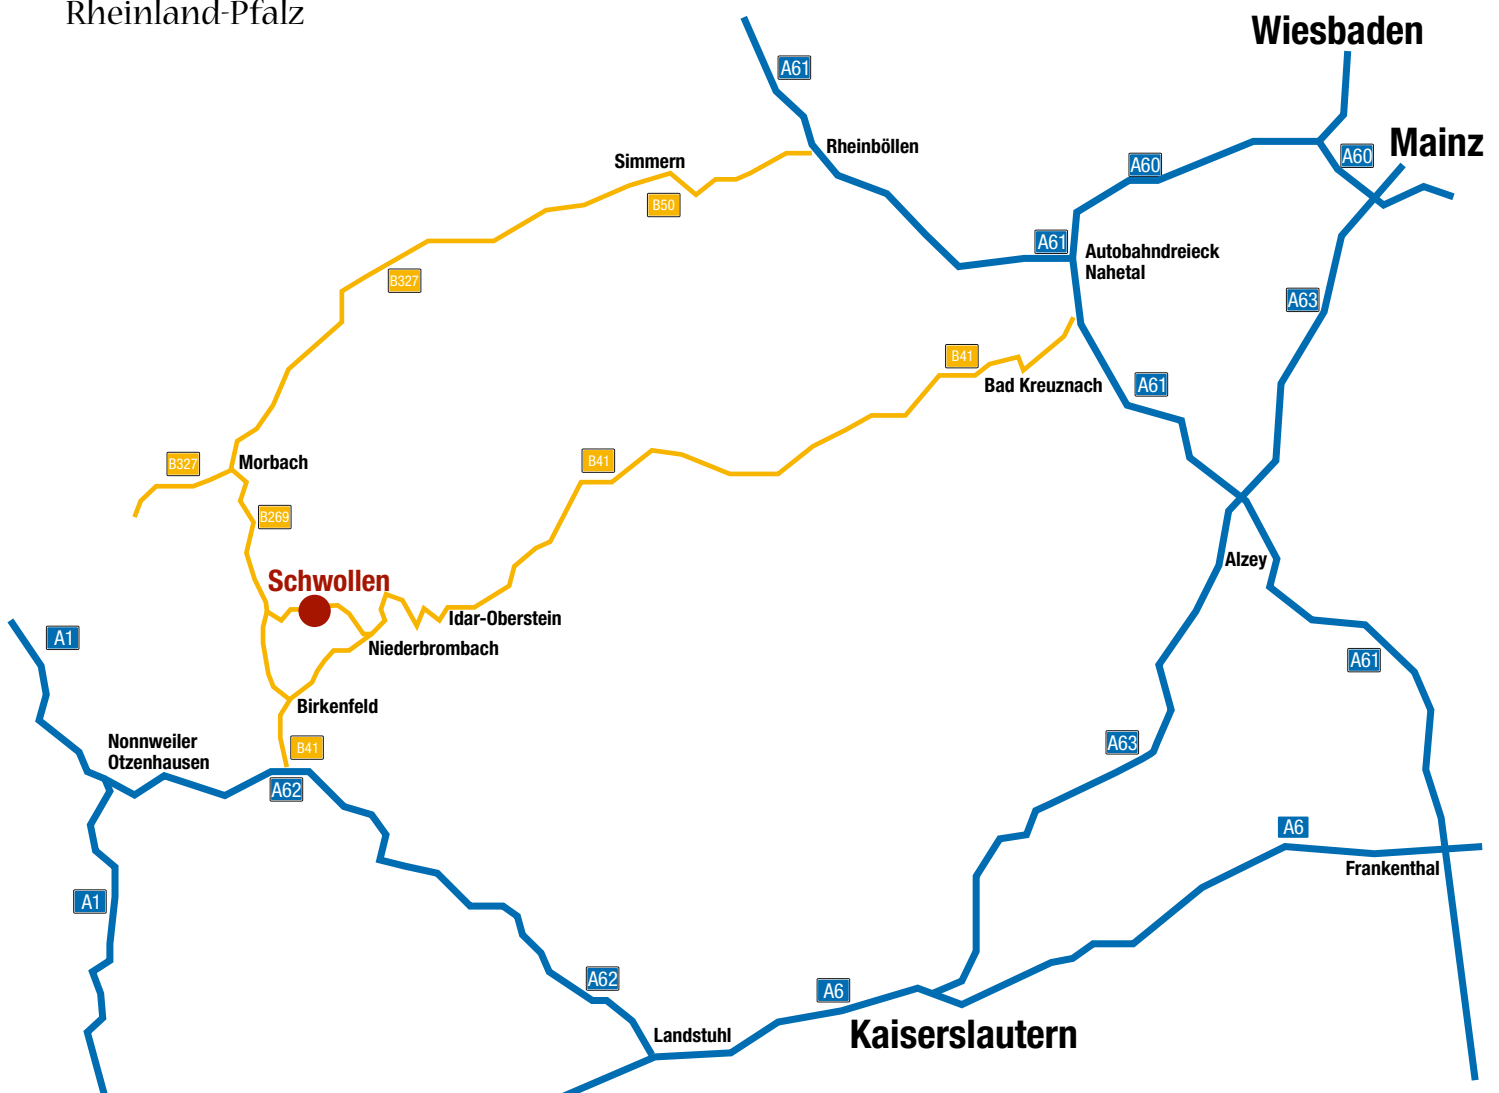 Rheinland-Pfalz
Wiesbaden
A61
Mainz
Rheinböllen
A60
A60
Simmern
B50
A61
Autobahndreieck
Nahetal
B327
A63
B41
Bad Kreuznach
A61
B327
Morbach
B41
B269
Alzey
Schwollen
Idar-Oberstein
A1
Niederbrombach
A61
Birkenfeld
Nonnweiler
Otzenhausen
B41
A63
A62
A6
Frankenthal
A1
A62
A6
Landstuhl
Kaiserslautern